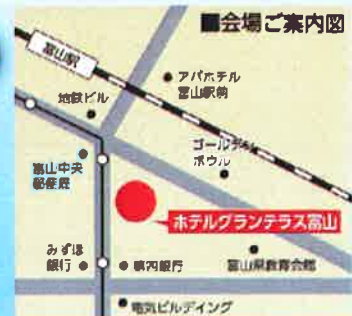 ■会場ご案内図
富山駅
アパホテル
富山駅前
地鉄ビル
ゴールデン
ボウル
富山中央
郵便局
ホテルグランテラス富山
みずほ
銀行
第四銀行
富山県教育会館
電気ビルディング